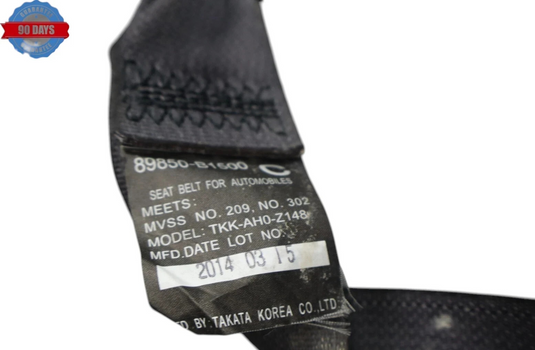 90 DAYS
89850-B1600 C
SEAT BELT FOR AUTOMOBILES
MEETS:
MVSS NO. 209, NO. 302
MODEL: TKK-AH0-Z148
MFD.DATE LOT NO.
2014 03 15
BY TAKATA KOREA CO.,LTD